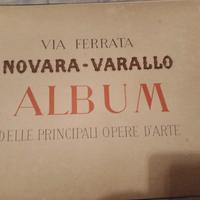 VIA FERRATA
NOVARA-VARALLO
ALBUM
DELLE PRINCIPALI OPERE D'ARTE